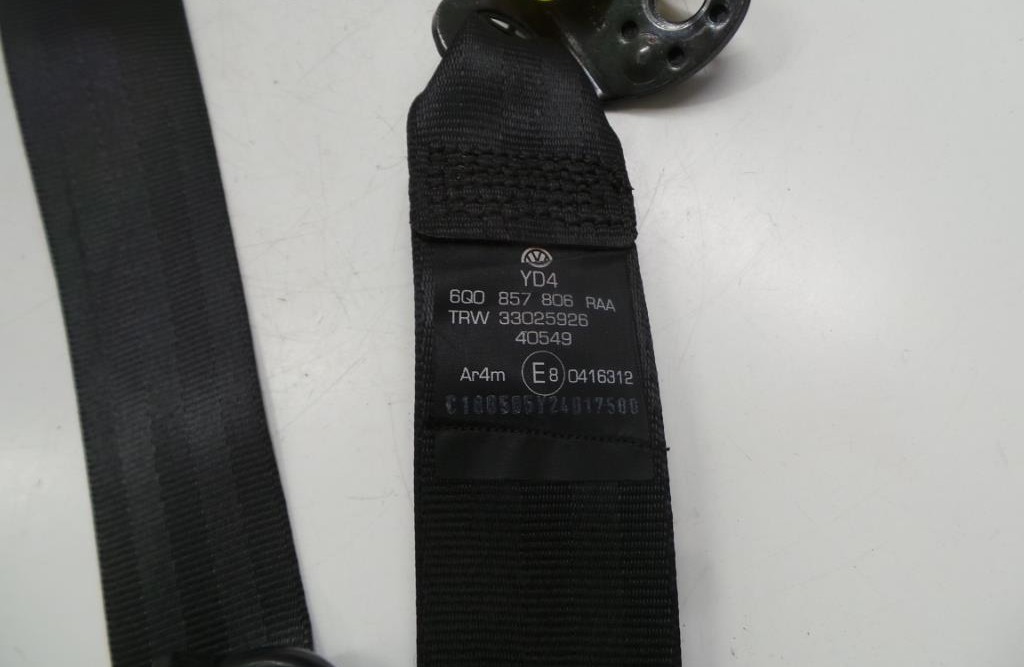 YD4
6Q0 857 806 RAA
TRW 33025926
40549
Ar4m E8 0416312